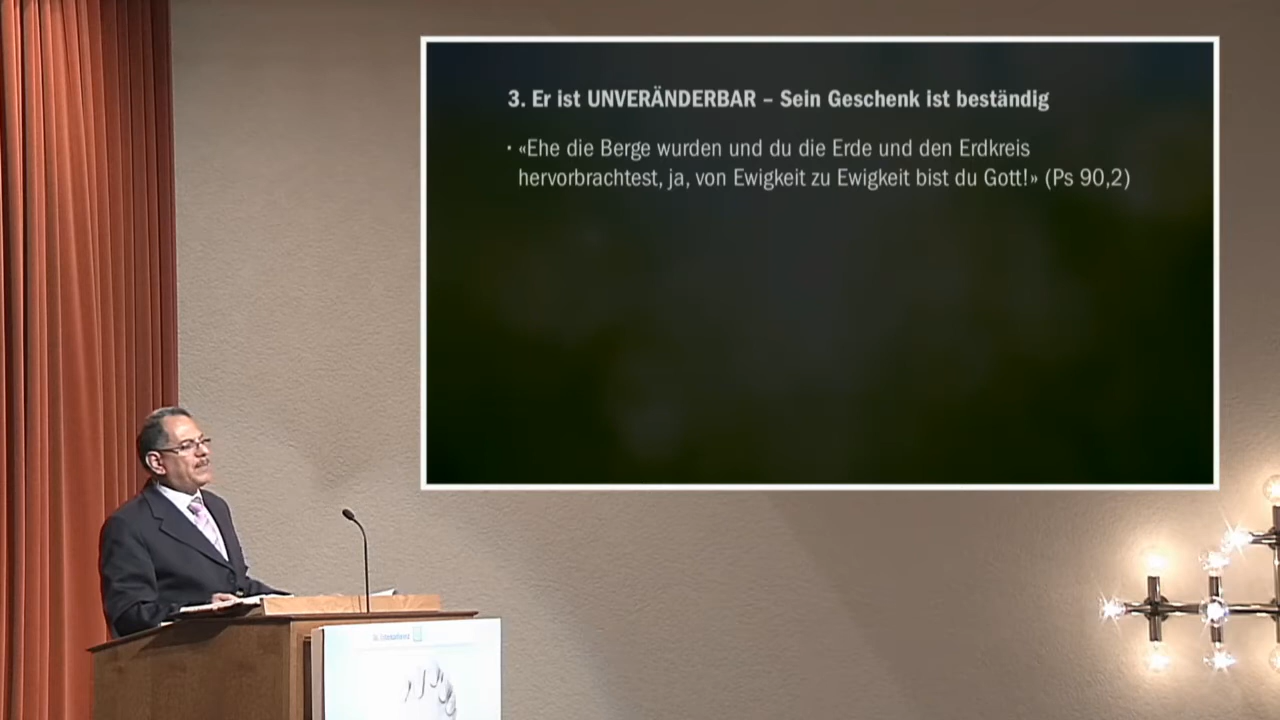 3. Er ist UNVERÄNDERBAR – Sein Geschenk ist beständig
· «Ehe die Berge wurden und du die Erde und den Erdkreis
hervorbrachtest, ja, von Ewigkeit zu Ewigkeit bist du Gott!» (Ps 90,2)